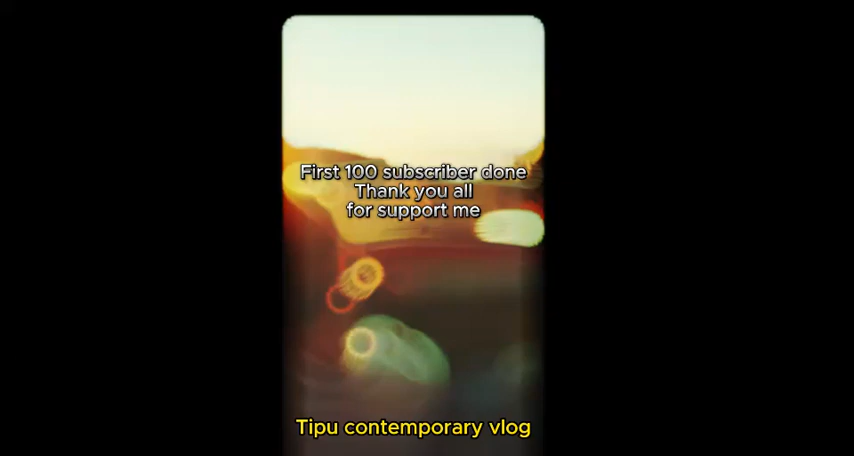 First 100 subscriber done
Thank you all
for support me
Tipu contemporary vlog